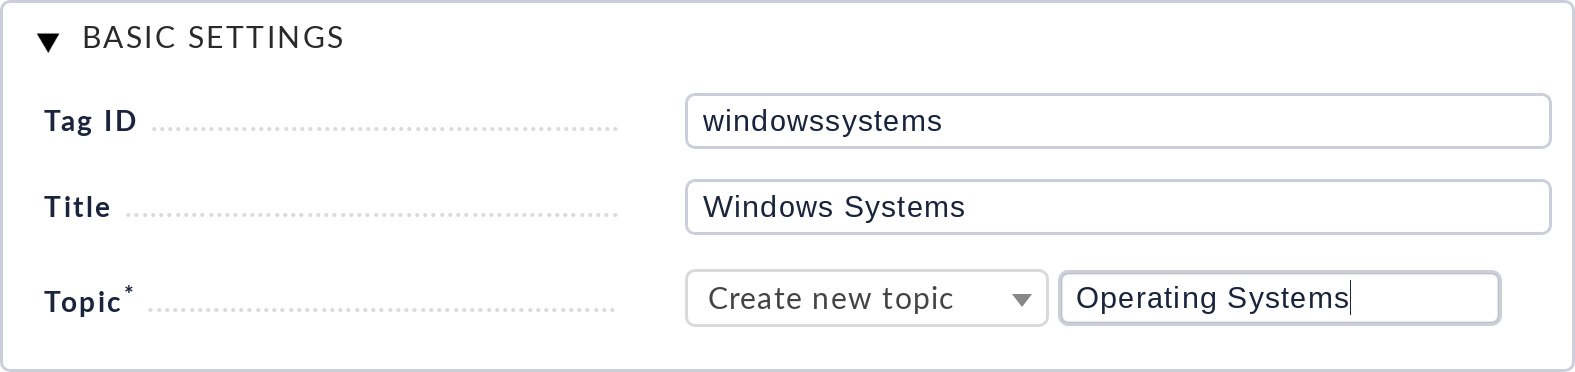 BASIC SETTINGS
Tag ID windowssystems
Title Windows Systems
Topic* Create new topic Operating Systems